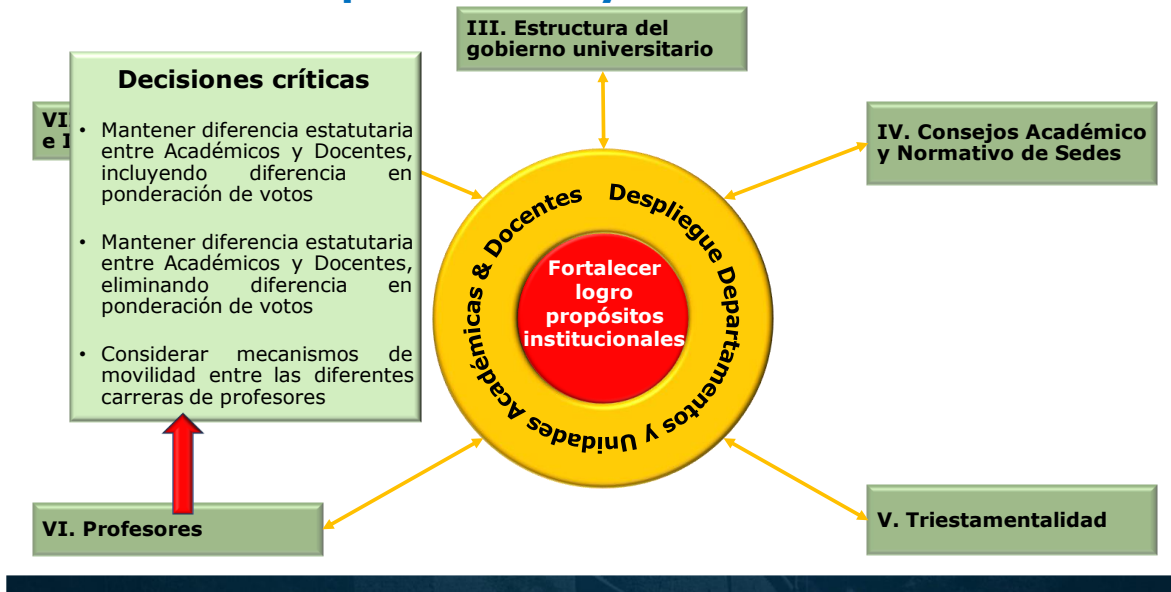 III. Estructura del
gobierno universitario
Decisiones críticas
• Mantener diferencia estatutaria
entre Académicos y Docentes,
incluyendo diferencia en
ponderación de votos
• Mantener diferencia estatutaria
entre Académicos y Docentes,
eliminando diferencia en
ponderación de votos
• Considerar mecanismos de
movilidad entre las diferentes
carreras de profesores
IV. Consejos Académico
y Normativo de Sedes
Despliegue Departamentos y Unidades Académicas & Docentes
Fortalecer
logro
propósitos
institucionales
VI. Profesores
V. Triestamentalidad